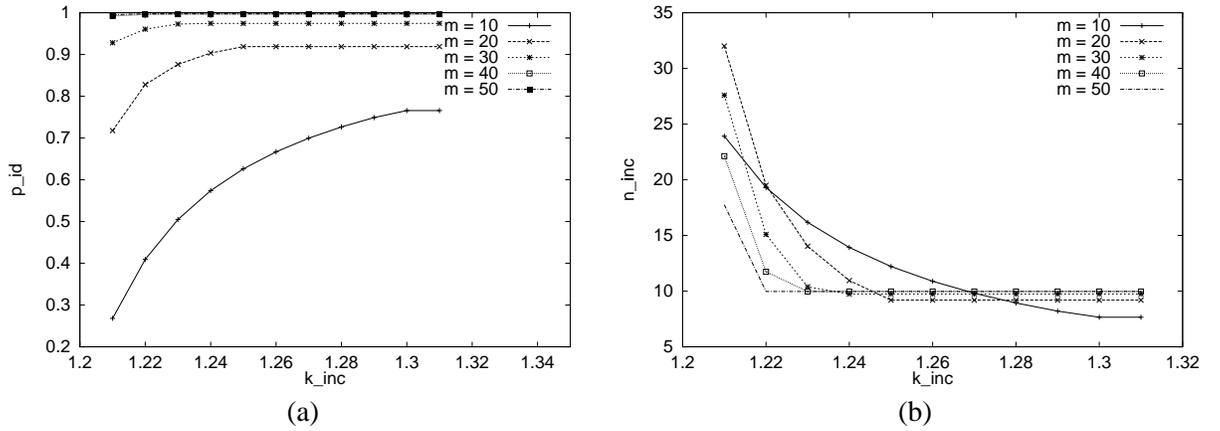 1
0.9
0.8
0.7
0.6
0.5
0.4
0.3
0.2
p_id
m = 10
m = 20
m = 30
m = 40
m = 50
1.2 1.22 1.24 1.26 1.28 1.3 1.32 1.34
k_inc
(a)
35
30
25
20
15
10
5
n_inc
m = 10
m = 20
m = 30
m = 40
m = 50
1.2 1.22 1.24 1.26 1.28 1.3 1.32
k_inc
(b)